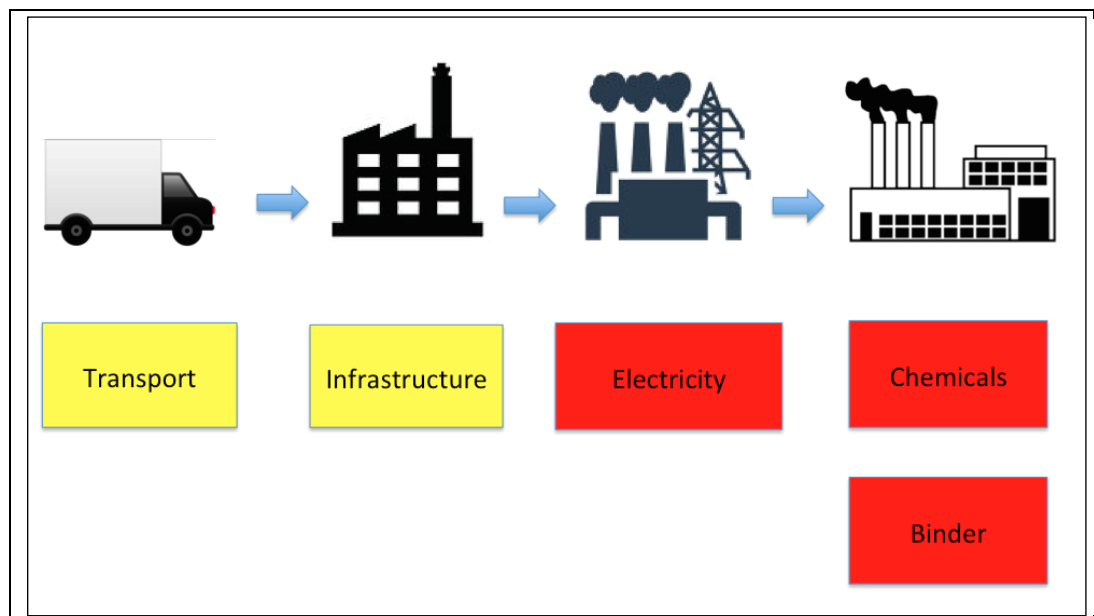 Transport
Infrastructure
Electricity
Chemicals
Binder